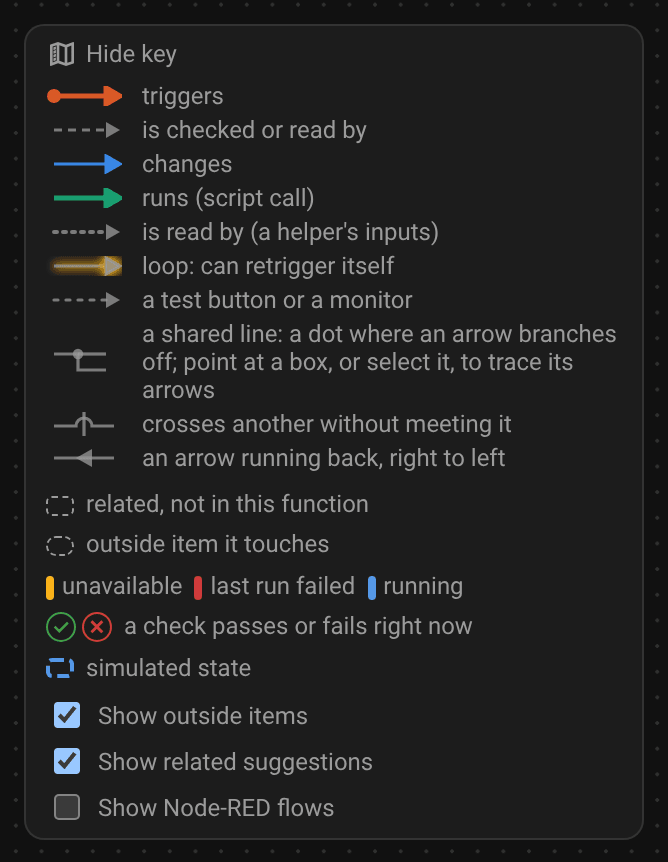 Hide key
triggers
is checked or read by
changes
runs (script call)
is read by (a helper's inputs)
loop: can retrigger itself
a test button or a monitor
a shared line: a dot where an arrow branches
off; point at a box, or select it, to trace its
arrows
crosses another without meeting it
an arrow running back, right to left
related, not in this function
outside item it touches
unavailable last run failed running
a check passes or fails right now
simulated state
Show outside items
Show related suggestions
Show Node-RED flows